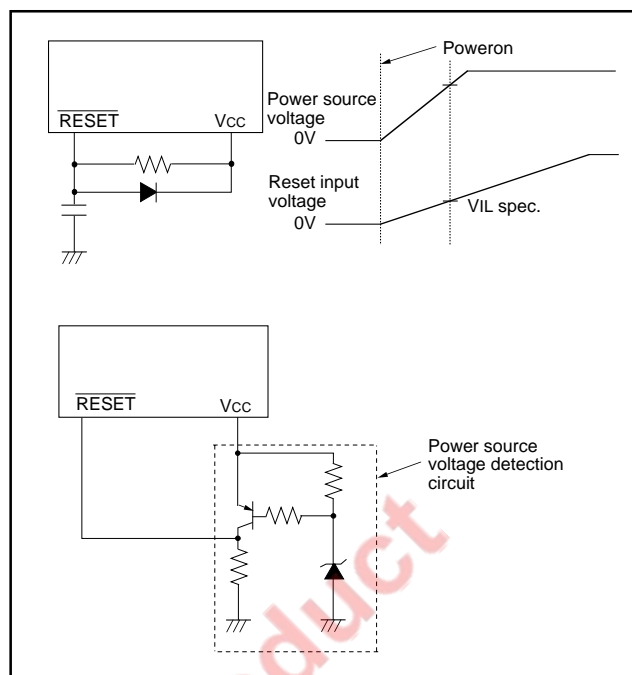 Poweron
RESET
VCC
Power source
voltage
0V
Reset input
voltage
0V
VIL spec.
RESET
VCC
Power source
voltage detection
circuit
duct